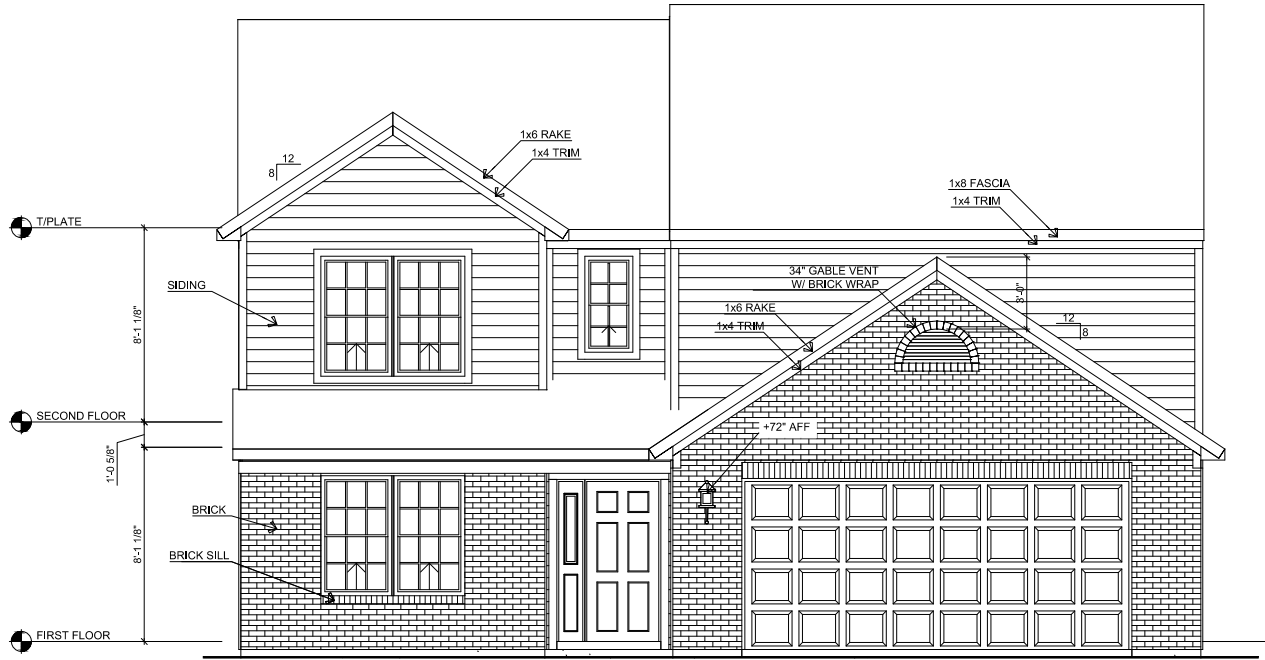 1x6 RAKE
1x4 TRIM
12
8
1x8 FASCIA
1x4 TRIM
T/PLATE
34" GABLE VENT
W/ BRICK WRAP
3'-0"
SIDING
8'-1 1/8"
1x6 RAKE
1x4 TRIM
12
8
SECOND FLOOR
+72" AFF
1'-0 5/8"
BRICK
8'-1 1/8"
BRICK SILL
FIRST FLOOR